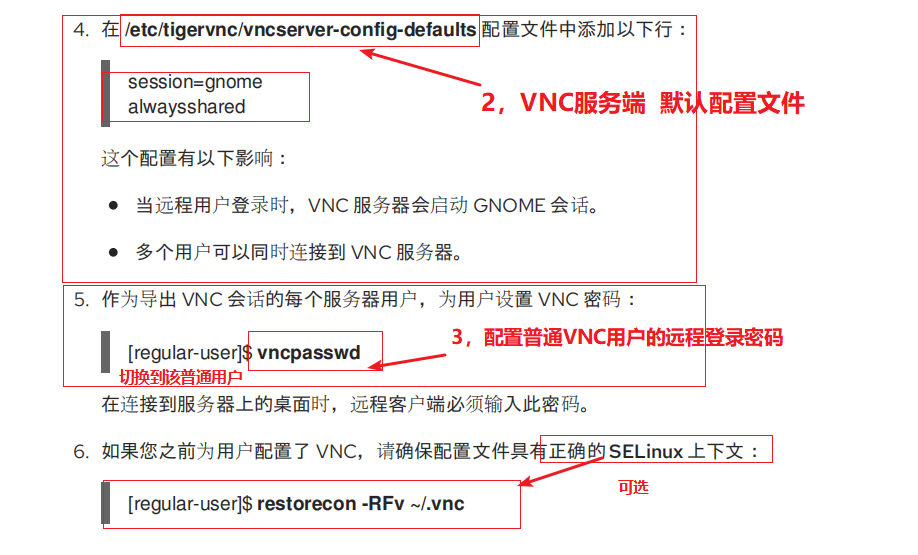 4. 在 /etc/tigervnc/vncserver-config-defaults 配置文件中添加以下行：
session=gnome
alwaysshared
2，VNC服务端 默认配置文件
这个配置有以下影响：
● 当远程用户登录时，VNC 服务器会启动 GNOME 会话。
● 多个用户可以同时连接到 VNC 服务器。
5. 作为导出 VNC 会话的每个服务器用户，为用户设置 VNC 密码：
[regular-user]$ vncpasswd
3，配置普通VNC用户的远程登录密码
切换到该普通用户
在连接到服务器上的桌面时，远程客户端必须输入此密码。
6. 如果您之前为用户配置了 VNC，请确保配置文件具有正确的 SELinux 上下文：
可选
[regular-user]$ restorecon -RFv ~/.vnc